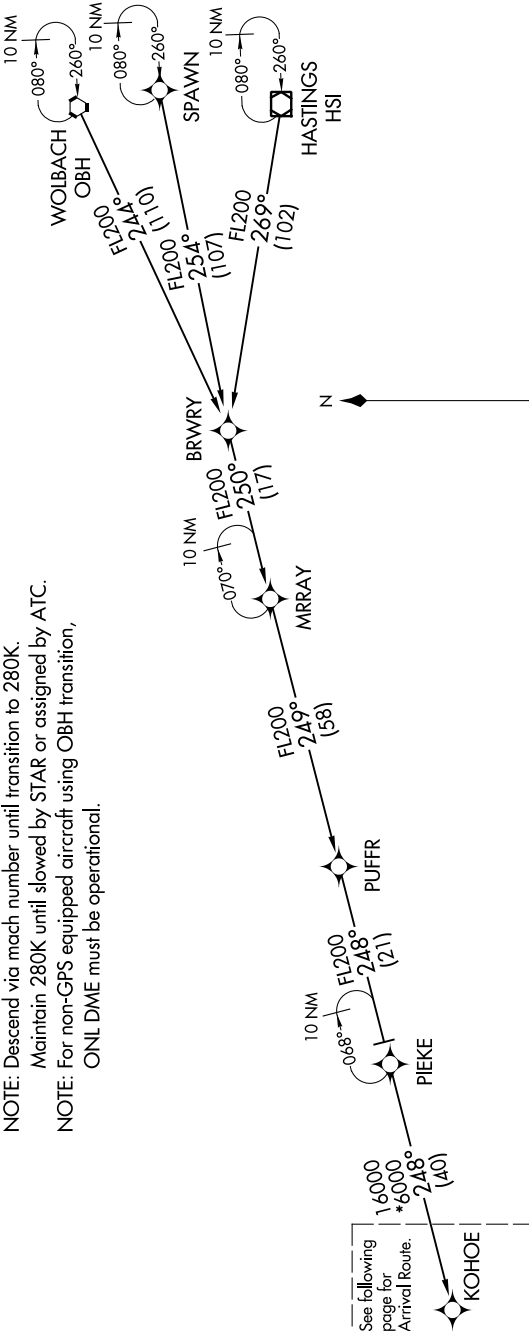 NOTE: Descend via mach number until transition to 280K.
Maintain 280K until slowed by STAR or assigned by ATC.
NOTE: For non-GPS equipped aircraft using OBH transition,
ONL DME must be operational.
10 NM
080°
260°
WOLBACH
OBH
10 NM
080°
260°
SPAWN
10 NM
080°
260°
HASTINGS
HSI
FL200
244°
(110)
FL200
254°
(107)
FL200
269°
(102)
BRWRY
N
FL200
250°
(17)
10 NM
070°
MRRAY
FL200
249°
(58)
PUFFR
FL200
248°
(21)
10 NM
068°
PIEKE
16000
*6000
248°
(40)
See following
page for
Arrival Route.
KOHOE